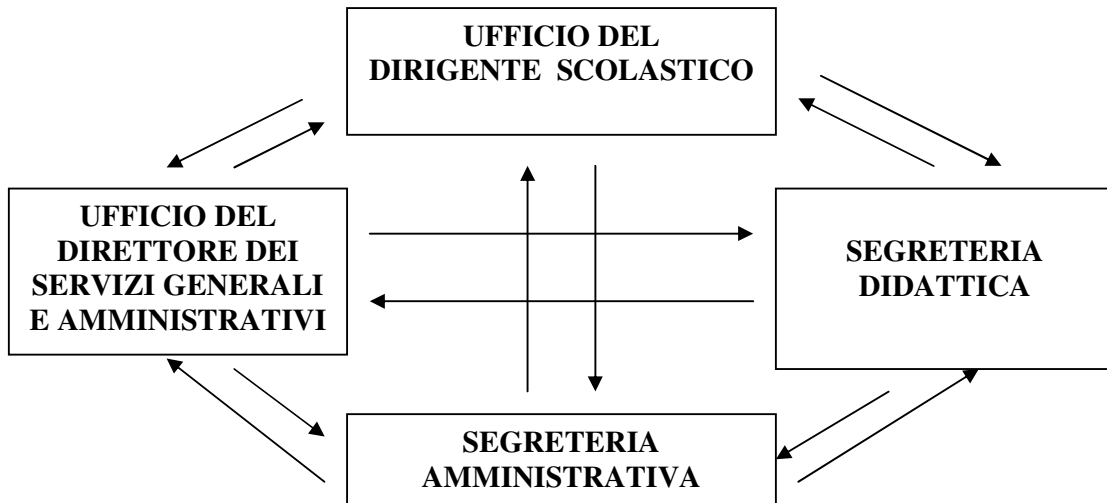 UFFICIO DEL
DIRIGENTE SCOLASTICO
UFFICIO DEL
DIRETTORE DEI
SERVIZI GENERALI
E AMMINISTRATIVI
SEGRETERIA
DIDATTICA
SEGRETERIA
AMMINISTRATIVA